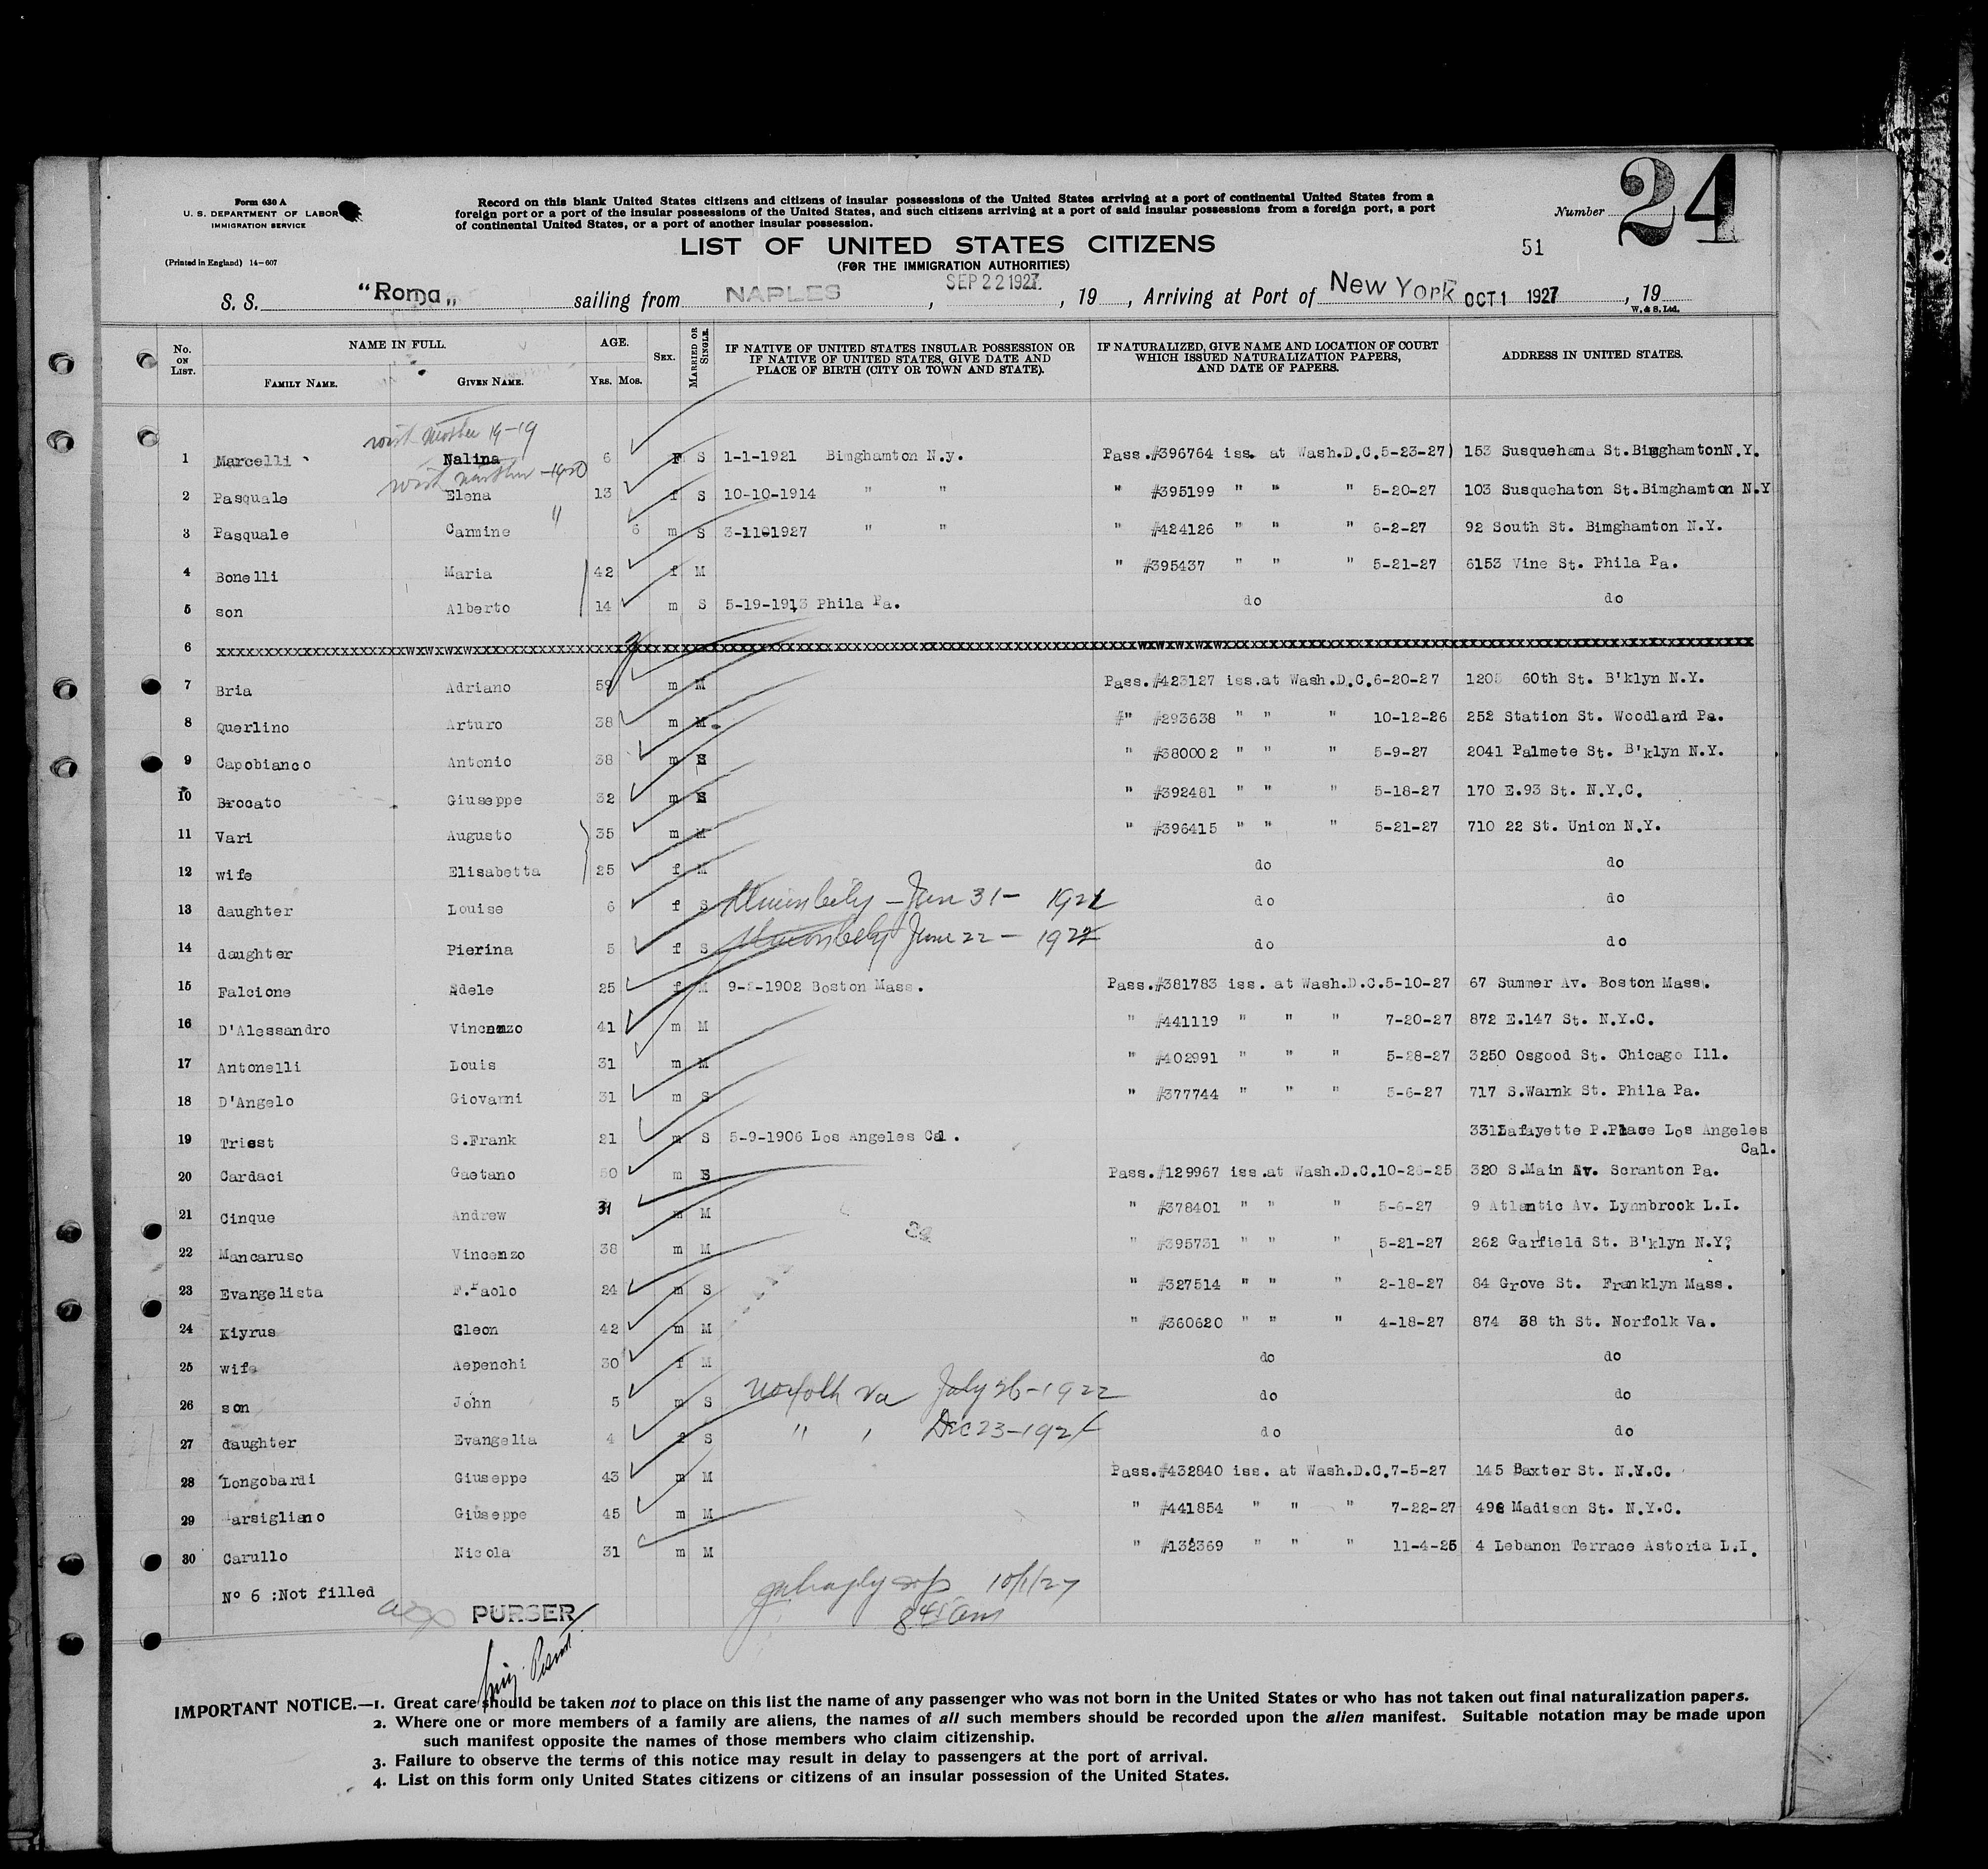 Form 630 A
U. S. DEPARTMENT OF LABOR
IMMIGRATION SERVICE
(Printed in England) 14-607
Record on this blank United States citizens and citizens of insular possessions of the United States arriving at a port of continental United States from a
foreign port or a port of the insular possessions of the United States, and such citizens arriving at a port of said insular possessions from a foreign port, a port
of continental United States, or a port of another insular possession.
Number 24
LIST OF UNITED STATES CITIZENS
51
(FOR THE IMMIGRATION AUTHORITIES)
S. S. "Roma" sailing from NAPLES, SEP 22 1927, 19, Arriving at Port of New York OCT 1 1927, 19
W. & S. Ltd.
No. ON LIST. NAME IN FULL. AGE. SEX. MARRIED OR SINGLE. IF NATIVE OF UNITED STATES INSULAR POSSESSION OR IF NATIVE OF UNITED STATES, GIVE DATE AND PLACE OF BIRTH (CITY OR TOWN AND STATE). IF NATURALIZED, GIVE NAME AND LOCATION OF COURT WHICH ISSUED NATURALIZATION PAPERS, AND DATE OF PAPERS. ADDRESS IN UNITED STATES.
FAMILY NAME. GIVEN NAME. YRS. MOS.
with mother 14-19
1 Marcelli Nalina 6 F S 1-1-1921 Bimghamton N.y. Pass.#396764 iss. at Wash.D.C.5-23-27) 153 Susquehama St.BimghamtonN.Y.
with mother
2 Pasquale Elena 13 f S 10-10-1914 " " " #395199 " " " 5-20-27 103 Susquehaton St.Bimghamton N.Y
"
3 Pasquale Carmine 6 m S 3-1101927 " " " #424126 " " " 6-2-27 92 South St. Bimghamton N.Y.
4 Bonelli Maria 42 f M " #395437 " " " 5-21-27 6153 Vine St. Phila Pa.
5 son Alberto 14 m S 5-19-1913 Phila Pa. do do
6
7 Bria Adriano 59 m M Pass.#423127 iss.at Wash.D.C.6-20-27 1205 60th St. B'klyn N.Y.
8 Querlino Arturo 38 m M #" #293638 " " " 10-12-26 252 Station St. Woodland Pa.
9 Capobianco Antonio 38 m S " #380002 " " " 5-9-27 2041 Palmete St. B'klyn N.Y.
10 Brocato Giuseppe 32 m S " #392481 " " " 5-18-27 170 E.93 St. N.Y.C.
11 Vari Augusto 35 m M " #396415 " " " 5-21-27 710 22 St. Union N.Y.
12 wife Elisabetta 25 f M do do
13 daughter Louise 6 f S Jan 31- 1921 do do
14 daughter Pierina 5 f S June 22- 1922 do do
15 Falcione Adele 25 f M 9-2-1902 Boston Mass. Pass.#381783 iss. at Wash.D.C.5-10-27 67 Summer Av. Boston Mass.
16 D'Alessandro Vincenzo 41 m M " #441119 " " " 7-20-27 872 E.147 St. N.Y.C.
17 Antonelli Louis 31 m M " #402991 " " " 5-28-27 3250 Osgood St. Chicago Ill.
18 D'Angelo Giovanni 31 m S " #377744 " " " 5-6-27 717 S.Warnk St. Phila Pa.
19 Triest S.Frank 21 m S 5-9-1906 Los Angeles Cal. 331Lafayette P.Place Los Angeles
Cal.
20 Cardaci Gaetano 50 m S Pass.#129967 iss.at Wash.D.C.10-26-25 320 S.Main Av. Scranton Pa.
21 Cinque Andrew 31 m M " #378401 " " " 5-6-27 9 Atlantic Av. Lynnbrook L.I.
22 Mancaruso Vincenzo 38 m M " #395731 " " " 5-21-27 262 Garfield St. B'klyn N.Y?
23 Evangelista F.Paolo 24 m S " #327514 " " " 2-18-27 84 Grove St. Franklyn Mass.
24 Kiyrus Cleon 42 m M " #360620 " " " 4-18-27 874 38 th St. Norfolk Va.
25 wife Aepenchi 30 f M do do
26 son John 5 m S Norfolk Va July 26-1922 do do
27 daughter Evangelia 4 f S " " Dec 23-1924 do do
28 Longobardi Giuseppe 43 m M Pass.#432840 iss. at Wash.D.C.7-5-27 145 Baxter St. N.Y.C.
29 Marsigliano Giuseppe 45 m M " #441854 " " " 7-22-27 498 Madison St. N.Y.C.
30 Carullo Nicola 31 m M " #132369 " " " 11-4-25 4 Lebanon Terrace Astoria L.I.
N° 6 :Not filled
10/1/27
PURSER
8 45 am
IMPORTANT NOTICE.—1. Great care should be taken not to place on this list the name of any passenger who was not born in the United States or who has not taken out final naturalization papers.
2. Where one or more members of a family are aliens, the names of all such members should be recorded upon the alien manifest. Suitable notation may be made upon
such manifest opposite the names of those members who claim citizenship.
3. Failure to observe the terms of this notice may result in delay to passengers at the port of arrival.
4. List on this form only United States citizens or citizens of an insular possession of the United States.